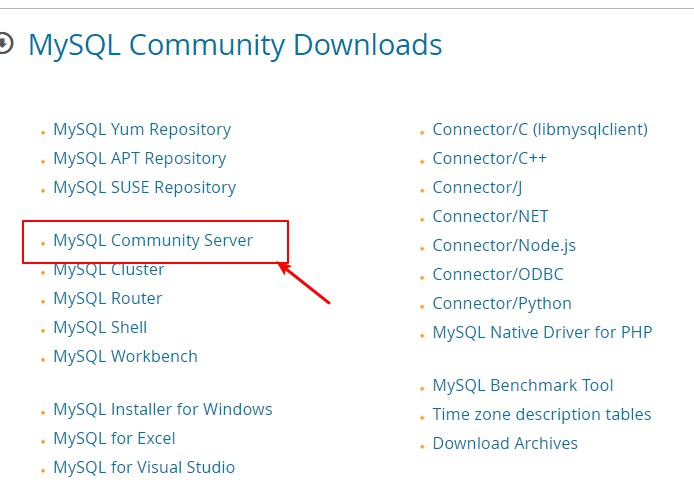 MySQL Community Downloads
MySQL Yum Repository
MySQL APT Repository
MySQL SUSE Repository
MySQL Community Server
MySQL Cluster
MySQL Router
MySQL Shell
MySQL Workbench
MySQL Installer for Windows
MySQL for Excel
MySQL for Visual Studio
Connector/C (libmysqlclient)
Connector/C++
Connector/J
Connector/NET
Connector/Node.js
Connector/ODBC
Connector/Python
MySQL Native Driver for PHP
MySQL Benchmark Tool
Time zone description tables
Download Archives